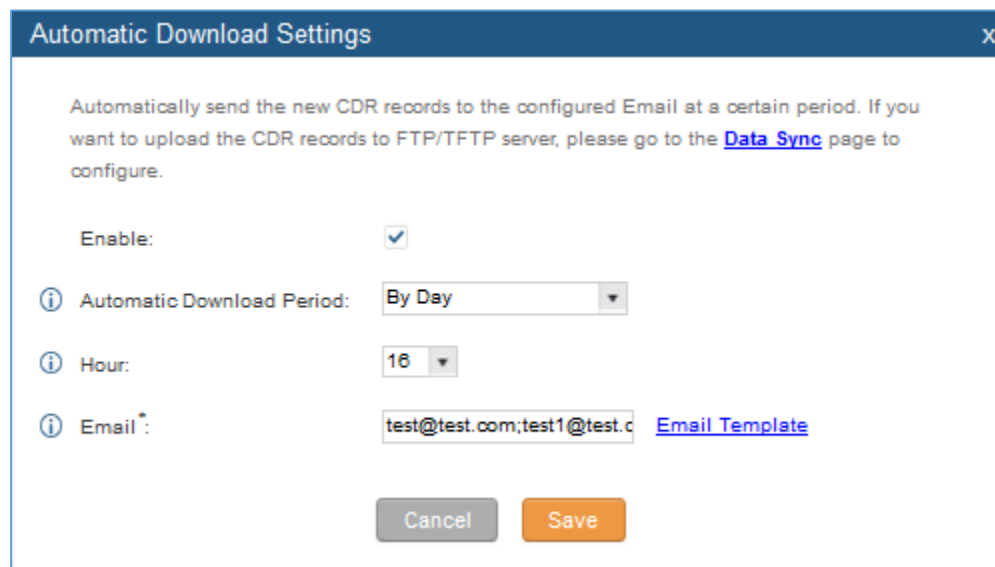 Automatic Download Settings x
Automatically send the new CDR records to the configured Email at a certain period. If you
want to upload the CDR records to FTP/TFTP server, please go to the Data Sync page to
configure.
Enable:
Automatic Download Period: By Day
Hour: 16
Email*: test@test.com;test1@test.c Email Template
Cancel Save